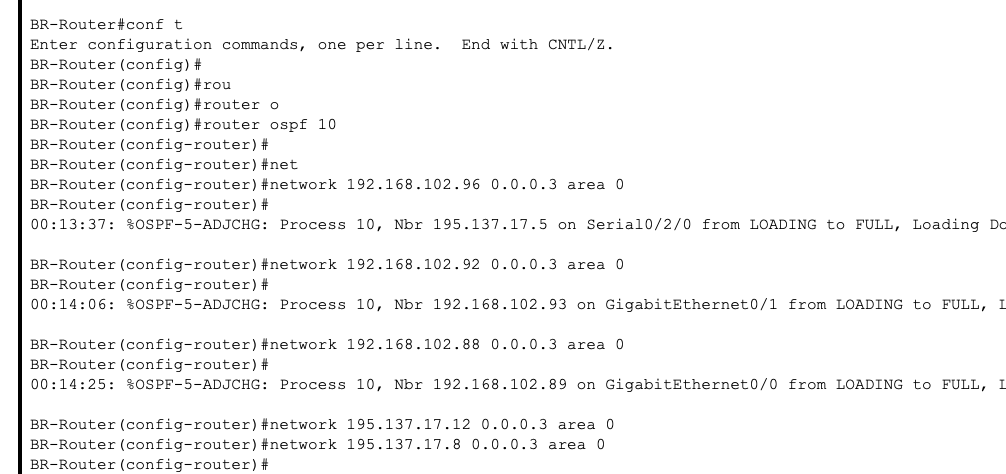 BR-Router#conf t
Enter configuration commands, one per line.  End with CNTL/Z.
BR-Router(config)#
BR-Router(config)#rou
BR-Router(config)#router o
BR-Router(config)#router ospf 10
BR-Router(config-router)#
BR-Router(config-router)#net
BR-Router(config-router)#network 192.168.102.96 0.0.0.3 area 0
BR-Router(config-router)#
00:13:37: %OSPF-5-ADJCHG: Process 10, Nbr 195.137.17.5 on Serial0/2/0 from LOADING to FULL, Loading Do
BR-Router(config-router)#network 192.168.102.92 0.0.0.3 area 0
BR-Router(config-router)#
00:14:06: %OSPF-5-ADJCHG: Process 10, Nbr 192.168.102.93 on GigabitEthernet0/1 from LOADING to FULL, L
BR-Router(config-router)#network 192.168.102.88 0.0.0.3 area 0
BR-Router(config-router)#
00:14:25: %OSPF-5-ADJCHG: Process 10, Nbr 192.168.102.89 on GigabitEthernet0/0 from LOADING to FULL, L
BR-Router(config-router)#network 195.137.17.12 0.0.0.3 area 0
BR-Router(config-router)#network 195.137.17.8 0.0.0.3 area 0
BR-Router(config-router)#